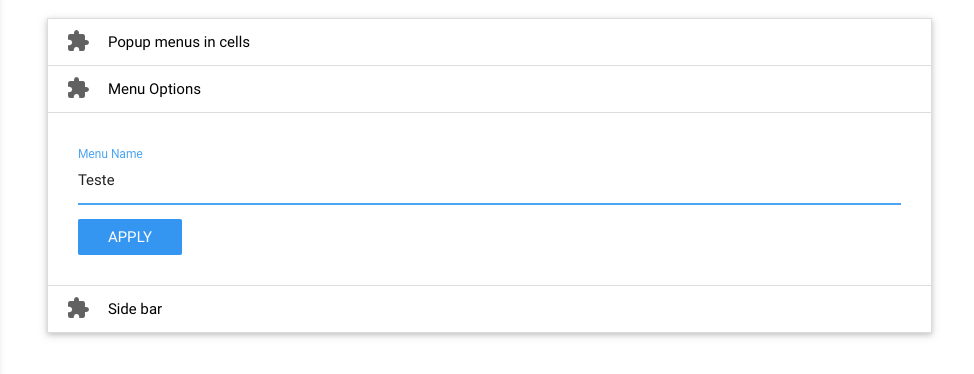 Popup menus in cells
Menu Options
Menu Name
Teste
APPLY
Side bar